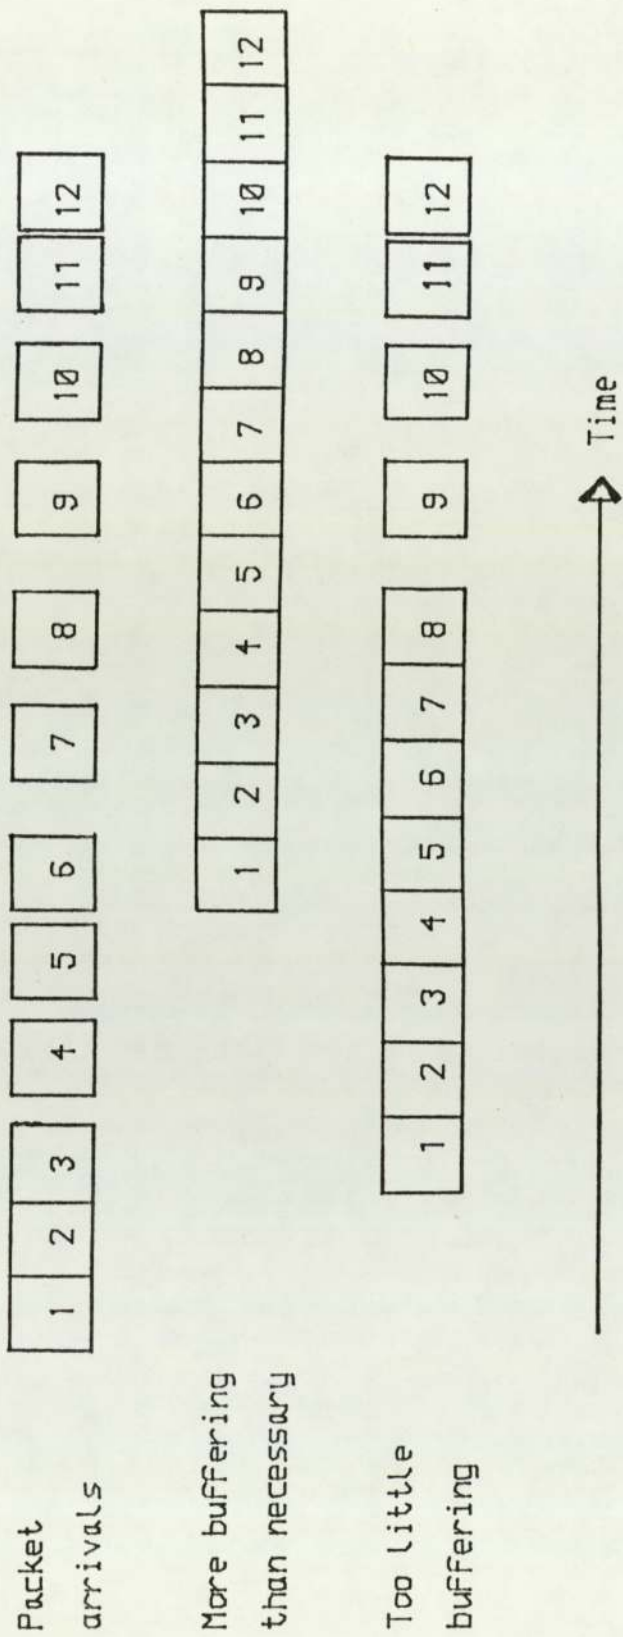 Packet
arrivals
1 2 3 4 5 6 7 8 9 10 11 12
More buffering
than necessary
1 2 3 4 5 6 7 8 9 10 11 12
Too little
buffering
1 2 3 4 5 6 7 8 9 10 11 12
Time